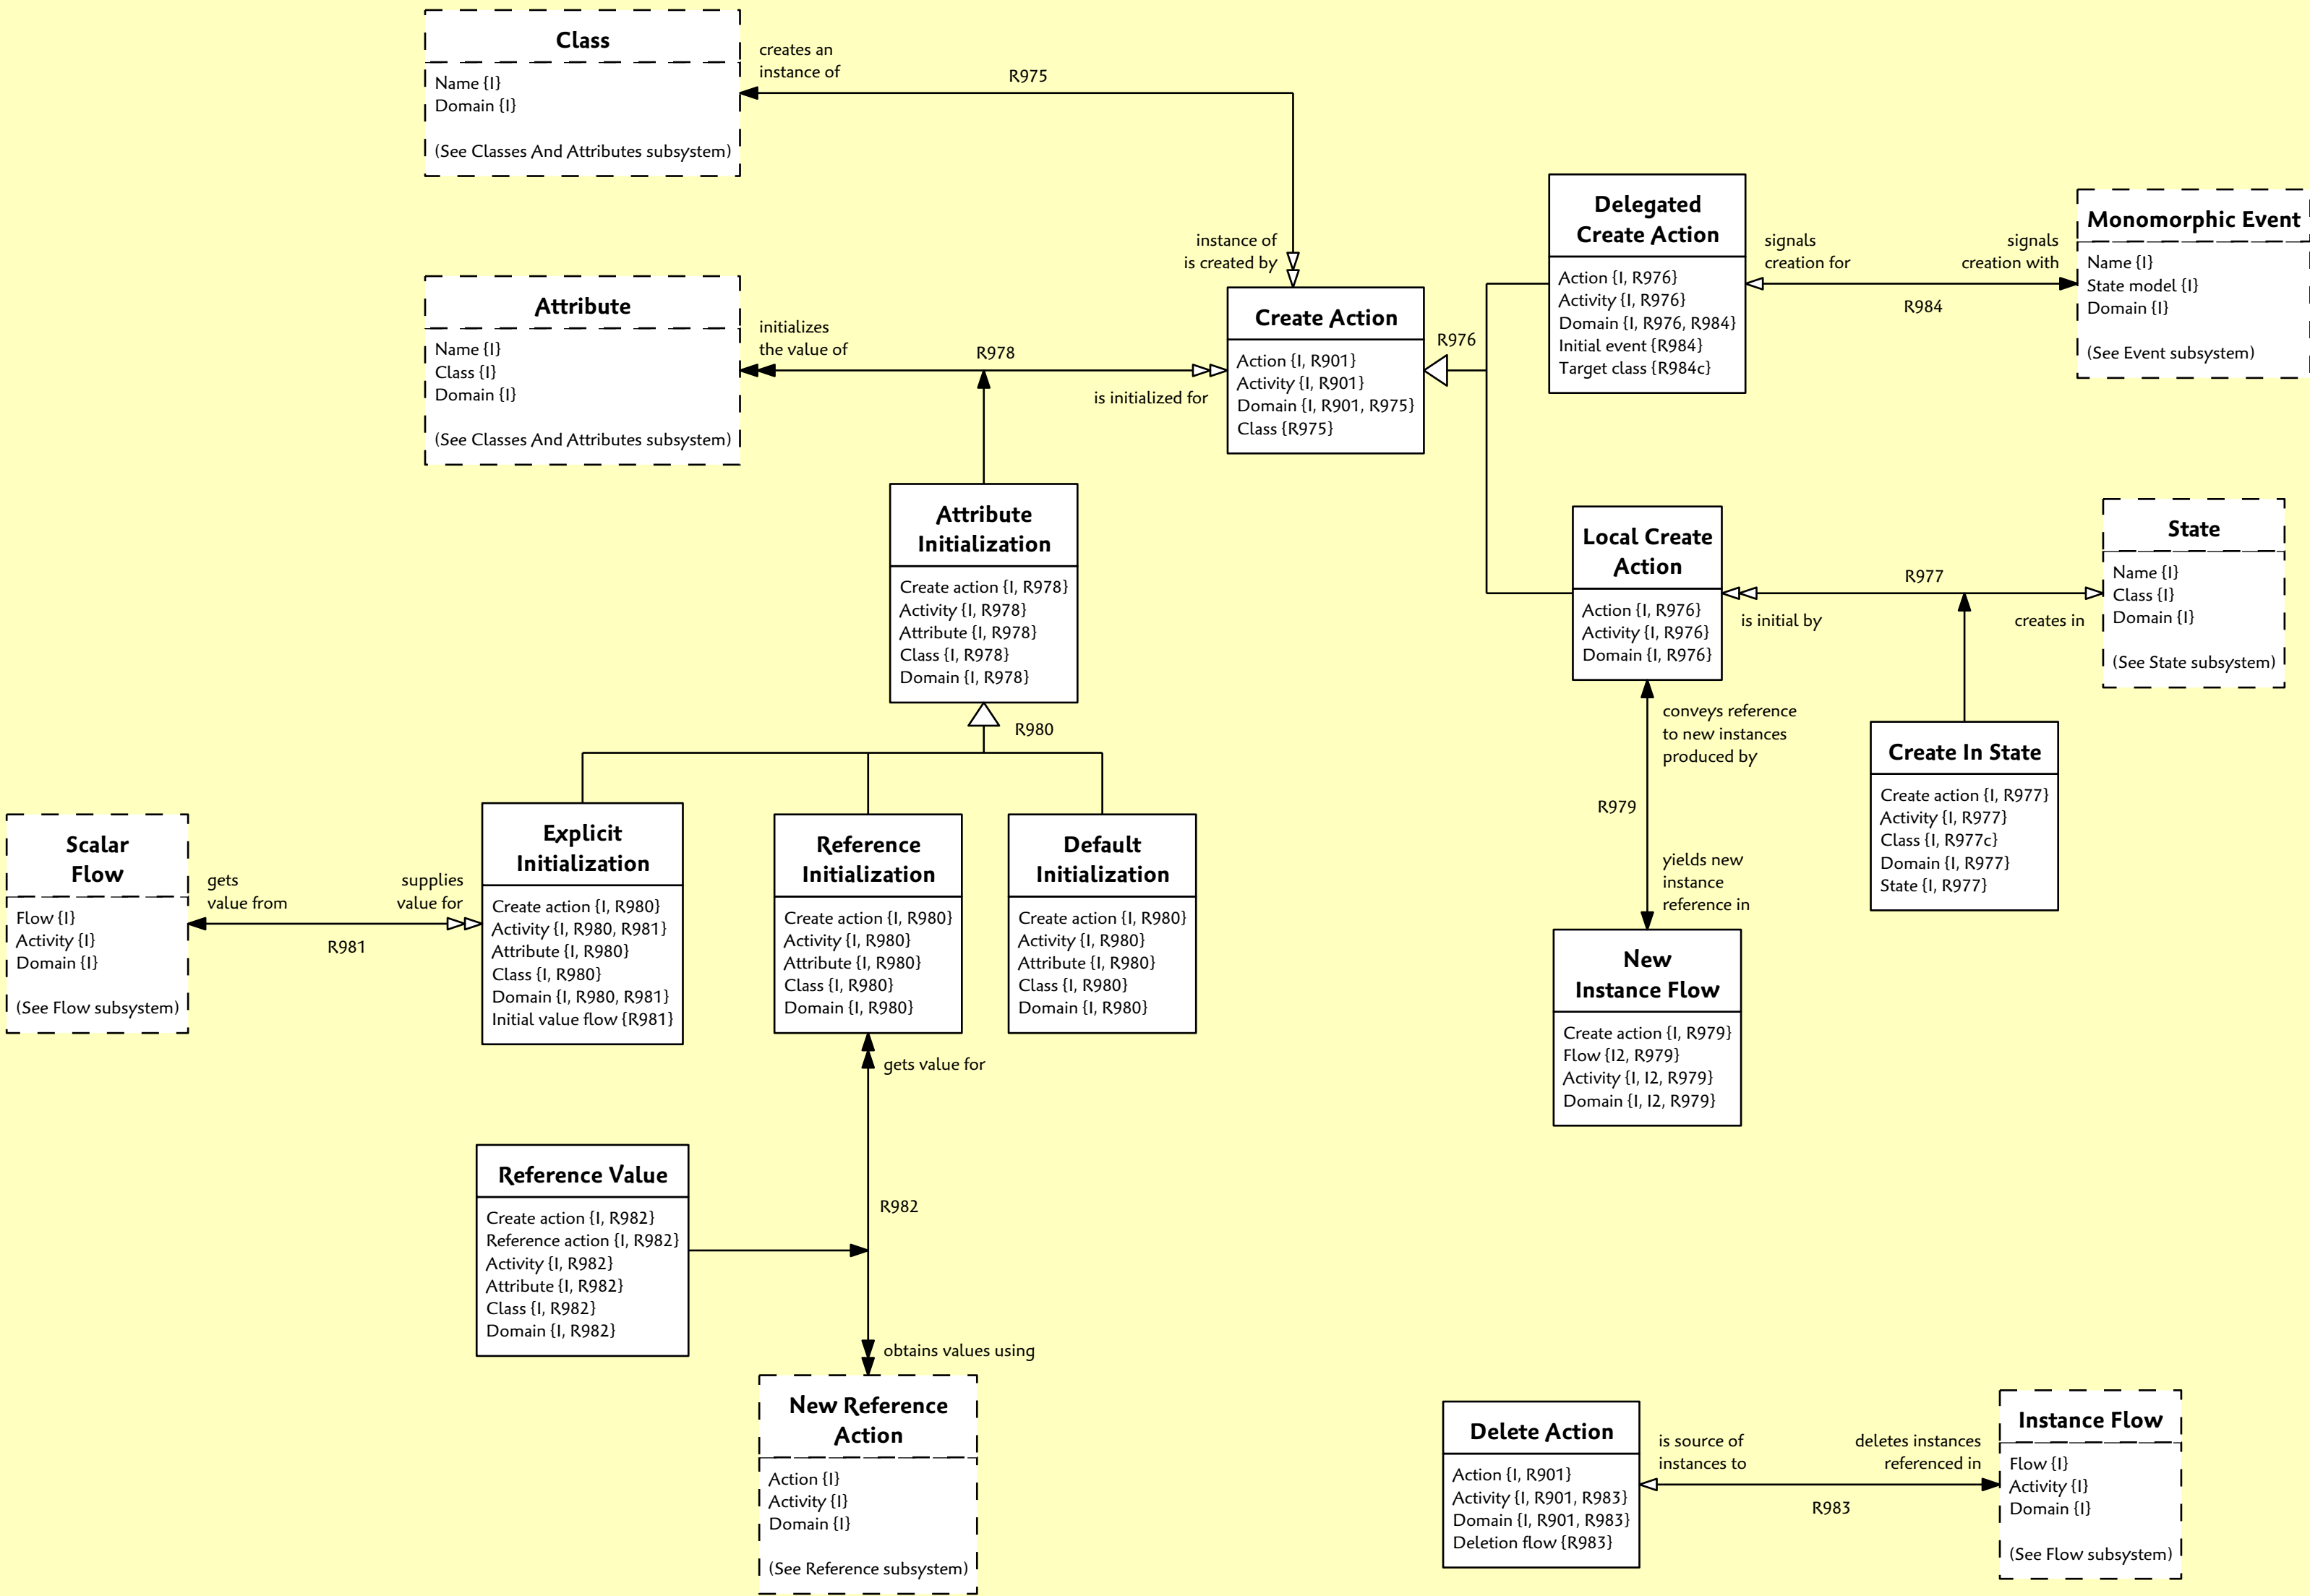 Class
Name {I}
Domain {I}
(See Classes And Attributes subsystem)
creates an
instance of
R975
instance of
is created by
Attribute
Name {I}
Class {I}
Domain {I}
(See Classes And Attributes subsystem)
initializes
the value of
R978
is initialized for
Create Action
Action {I, R901}
Activity {I, R901}
Domain {I, R901, R975}
Class {R975}
R976
Delegated
Create Action
Action {I, R976}
Activity {I, R976}
Domain {I, R976, R984}
Initial event {R984}
Target class {R984c}
signals
creation for
signals
creation with
R984
Monomorphic Event
Name {I}
State model {I}
Domain {I}
(See Event subsystem)
Attribute
Initialization
Create action {I, R978}
Activity {I, R978}
Attribute {I, R978}
Class {I, R978}
Domain {I, R978}
R980
Local Create
Action
Action {I, R976}
Activity {I, R976}
Domain {I, R976}
R977
is initial by
creates in
State
Name {I}
Class {I}
Domain {I}
(See State subsystem)
conveys reference
to new instances
produced by
R979
yields new
instance
reference in
Create In State
Create action {I, R977}
Activity {I, R977}
Class {I, R977c}
Domain {I, R977}
State {I, R977}
Scalar
Flow
Flow {I}
Activity {I}
Domain {I}
(See Flow subsystem)
gets
value from
supplies
value for
R981
Explicit
Initialization
Create action {I, R980}
Activity {I, R980, R981}
Attribute {I, R980}
Class {I, R980}
Domain {I, R980, R981}
Initial value flow {R981}
Reference
Initialization
Create action {I, R980}
Activity {I, R980}
Attribute {I, R980}
Class {I, R980}
Domain {I, R980}
Default
Initialization
Create action {I, R980}
Activity {I, R980}
Attribute {I, R980}
Class {I, R980}
Domain {I, R980}
New
Instance Flow
Create action {I, R979}
Flow {I2, R979}
Activity {I, I2, R979}
Domain {I, I2, R979}
gets value for
R982
obtains values using
Reference Value
Create action {I, R982}
Reference action {I, R982}
Activity {I, R982}
Attribute {I, R982}
Class {I, R982}
Domain {I, R982}
New Reference
Action
Action {I}
Activity {I}
Domain {I}
(See Reference subsystem)
Delete Action
Action {I, R901}
Activity {I, R901, R983}
Domain {I, R901, R983}
Deletion flow {R983}
is source of
instances to
deletes instances
referenced in
R983
Instance Flow
Flow {I}
Activity {I}
Domain {I}
(See Flow subsystem)